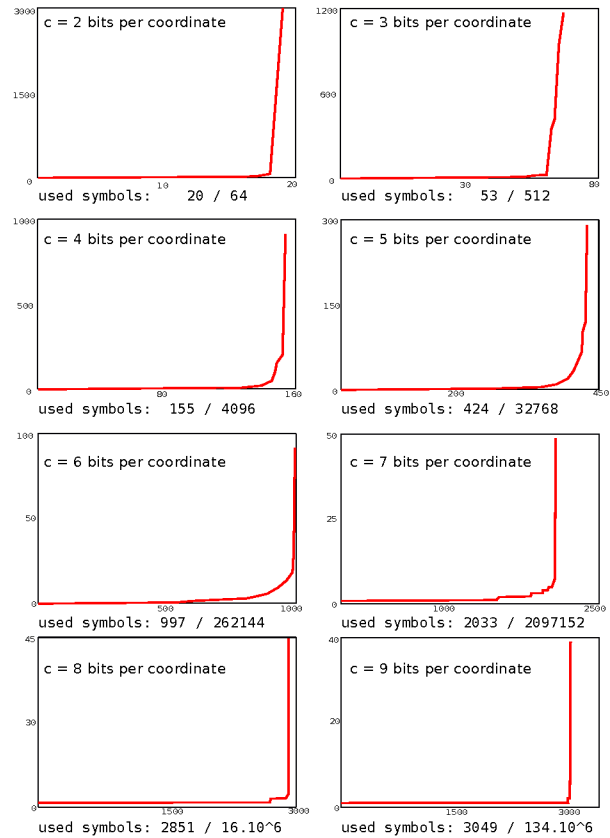 3000
c = 2 bits per coordinate
1500
0
10
20
used symbols: 20 / 64
1200
c = 3 bits per coordinate
600
0
30
80
used symbols: 53 / 512
1000
c = 4 bits per coordinate
500
0
80
160
used symbols: 155 / 4096
300
c = 5 bits per coordinate
150
0
200
450
used symbols: 424 / 32768
100
c = 6 bits per coordinate
50
0
500
1000
used symbols: 997 / 262144
50
c = 7 bits per coordinate
25
0
1000
2500
used symbols: 2033 / 2097152
45
c = 8 bits per coordinate
30
0
1500
3000
used symbols: 2851 / 16.10^6
40
c = 9 bits per coordinate
20
0
1500
3000
used symbols: 3049 / 134.10^6